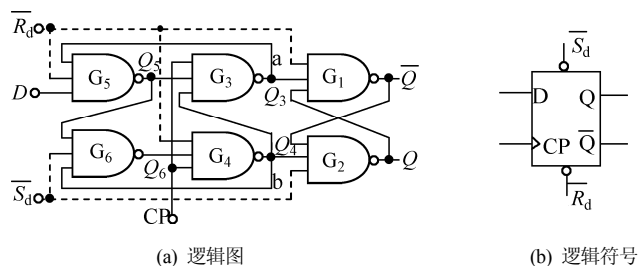 R̅d
D
G5
Q5
G3
a
Q3
G1
Q̅
G6
Q6
G4
Q4
b
G2
Q
S̅d
CP
(a) 逻辑图
S̅d
D Q
CP Q̅
R̅d
(b) 逻辑符号